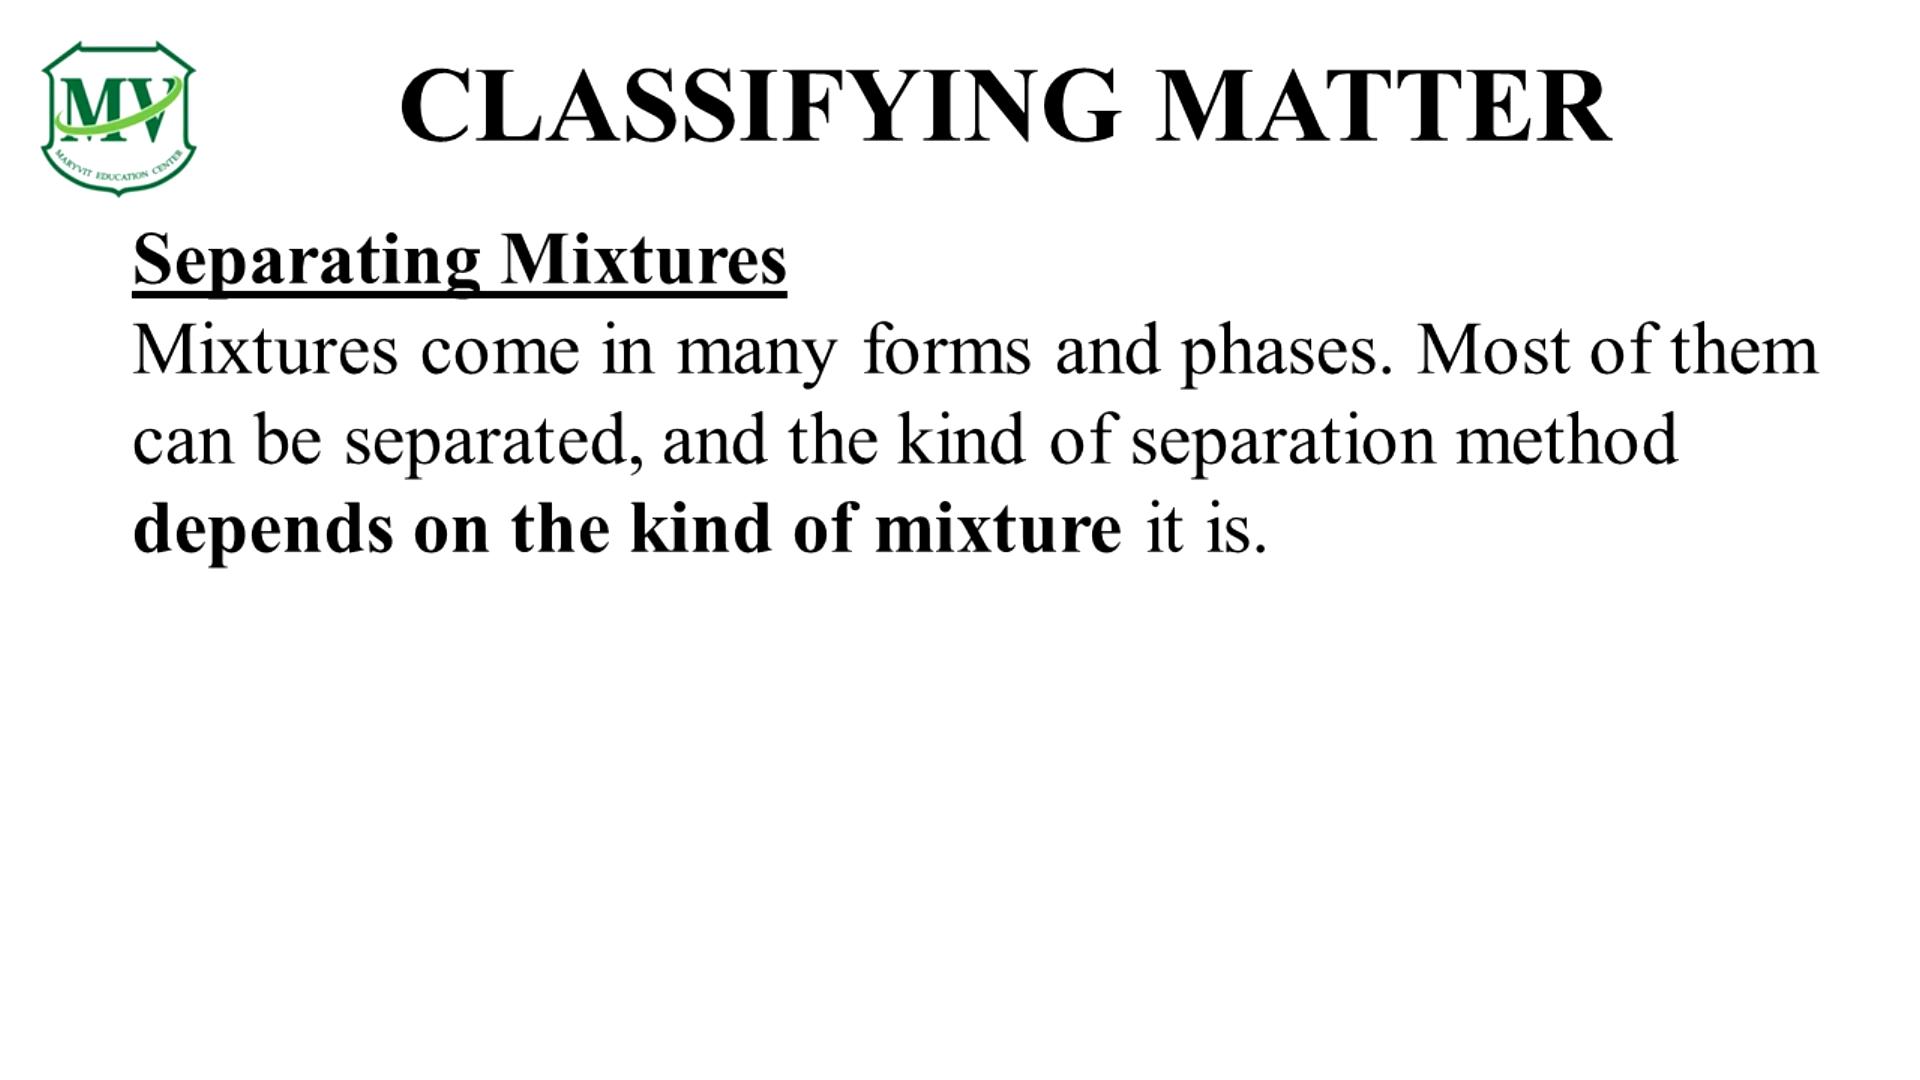 MV
MARYVIT EDUCATION CENTER
CLASSIFYING MATTER
Separating Mixtures
Mixtures come in many forms and phases. Most of them
can be separated, and the kind of separation method
depends on the kind of mixture it is.